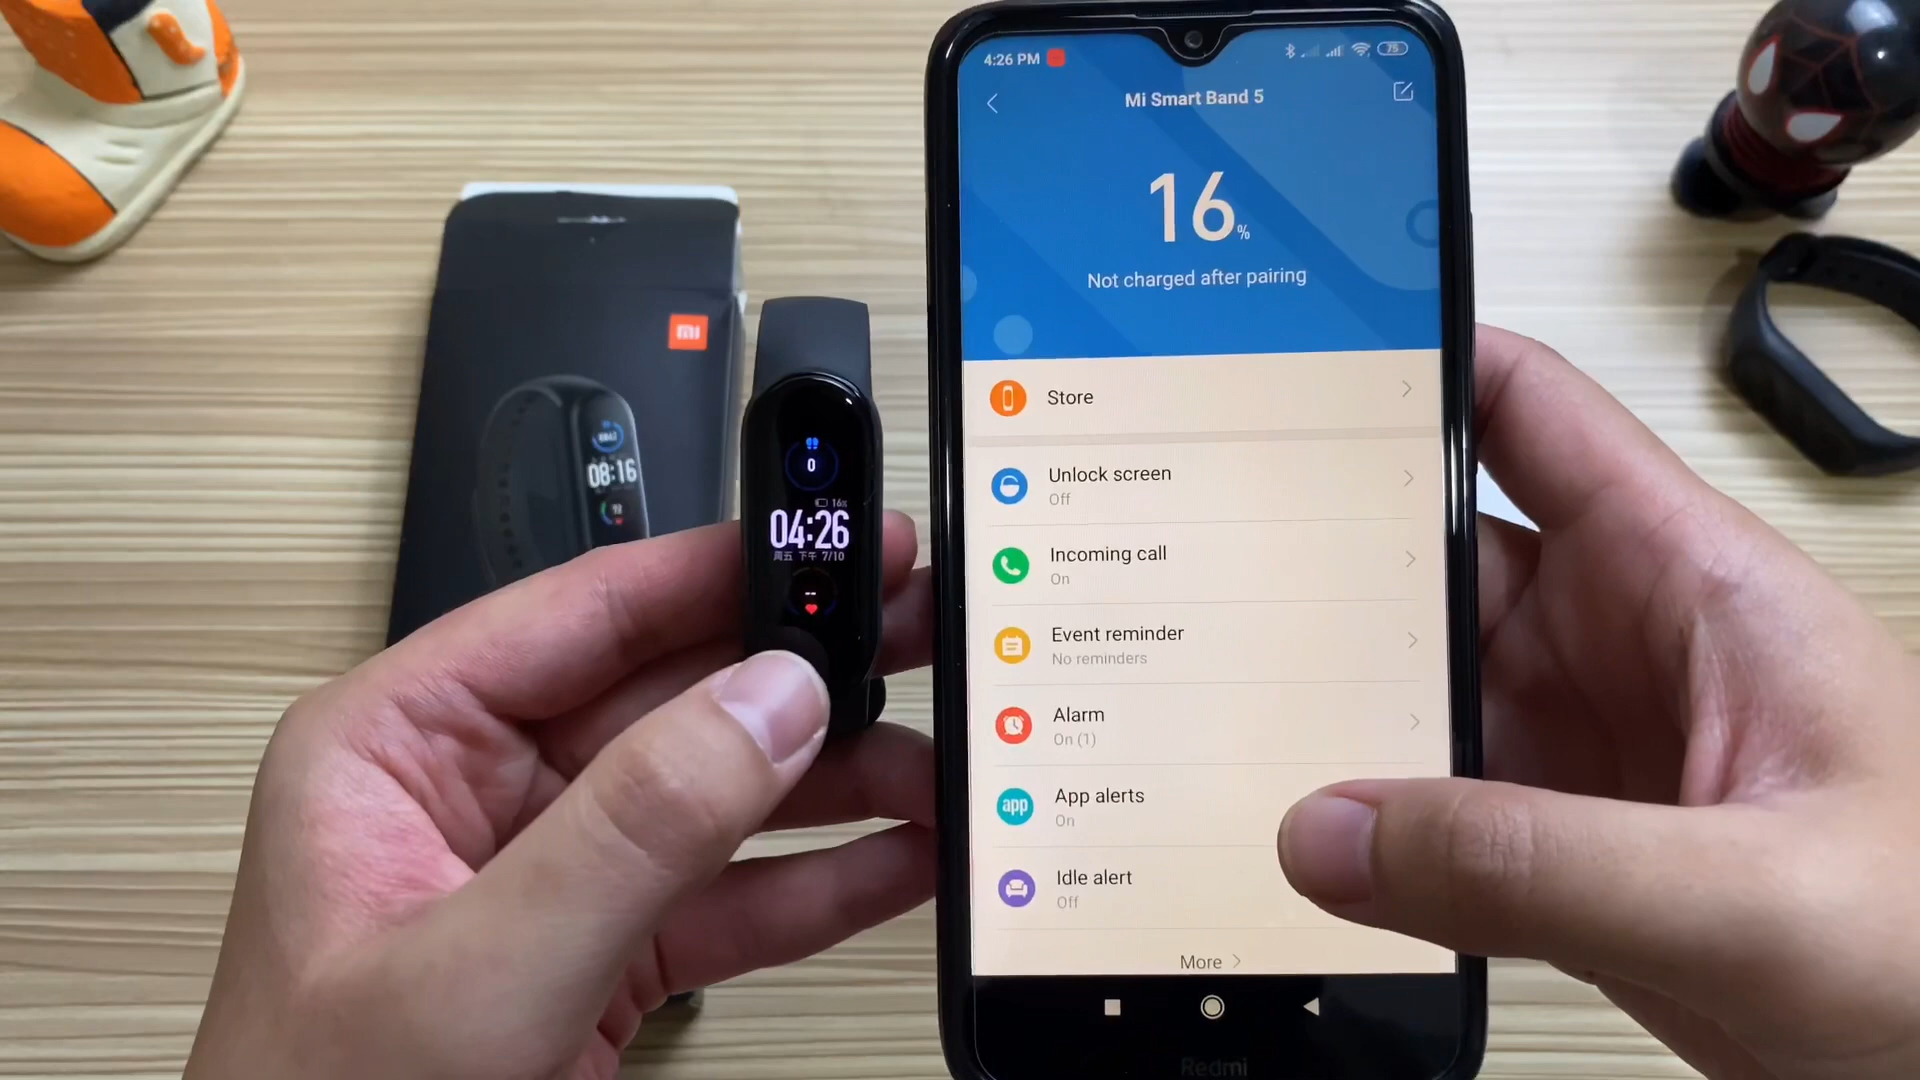 mi
08:16
0
16%
04:26
周五 下午 7/10
--
4:26 PM
75
Mi Smart Band 5
16%
Not charged after pairing
Store
Unlock screen
Off
Incoming call
On
Event reminder
No reminders
Alarm
On (1)
app
App alerts
On
Idle alert
Off
More
Redmi